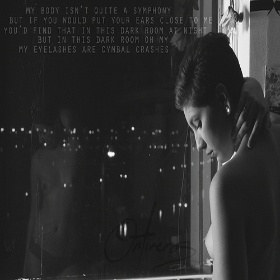 MY BODY ISN'T QUITE A SYMPHONY
BUT IF YOU WOULD PUT YOUR EARS CLOSE TO ME
YOU'D FIND THAT IN THIS DARK ROOM AT NIGHT
BUT IN THIS DARK ROOM OH MY
MY EYELASHES ARE CYMBAL CRASHES